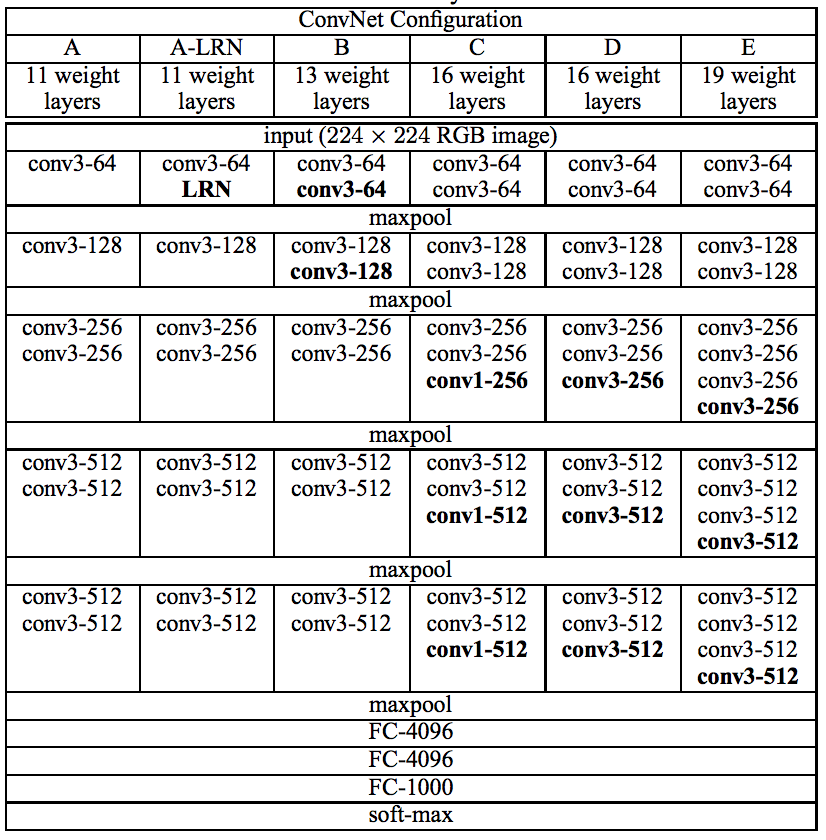 ConvNet Configuration
A A-LRN B C D E
11 weight 11 weight 13 weight 16 weight 16 weight 19 weight
layers layers layers layers layers layers
input (224 × 224 RGB image)
conv3-64 conv3-64 conv3-64 conv3-64 conv3-64 conv3-64
LRN conv3-64 conv3-64 conv3-64 conv3-64
maxpool
conv3-128 conv3-128 conv3-128 conv3-128 conv3-128 conv3-128
conv3-128 conv3-128 conv3-128 conv3-128
maxpool
conv3-256 conv3-256 conv3-256 conv3-256 conv3-256 conv3-256
conv3-256 conv3-256 conv3-256 conv3-256 conv3-256 conv3-256
conv1-256 conv3-256 conv3-256
conv3-256
maxpool
conv3-512 conv3-512 conv3-512 conv3-512 conv3-512 conv3-512
conv3-512 conv3-512 conv3-512 conv3-512 conv3-512 conv3-512
conv1-512 conv3-512 conv3-512
conv3-512
maxpool
conv3-512 conv3-512 conv3-512 conv3-512 conv3-512 conv3-512
conv3-512 conv3-512 conv3-512 conv3-512 conv3-512 conv3-512
conv1-512 conv3-512 conv3-512
conv3-512
maxpool
FC-4096
FC-4096
FC-1000
soft-max